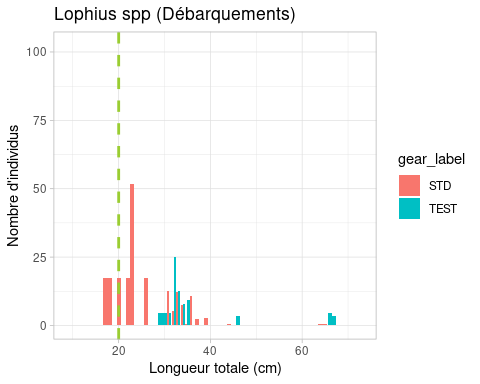 Lophius spp (Débarquements)
100
75
50
25
0
Nombre d'individus
20 40 60
Longueur totale (cm)
gear_label
STD
TEST